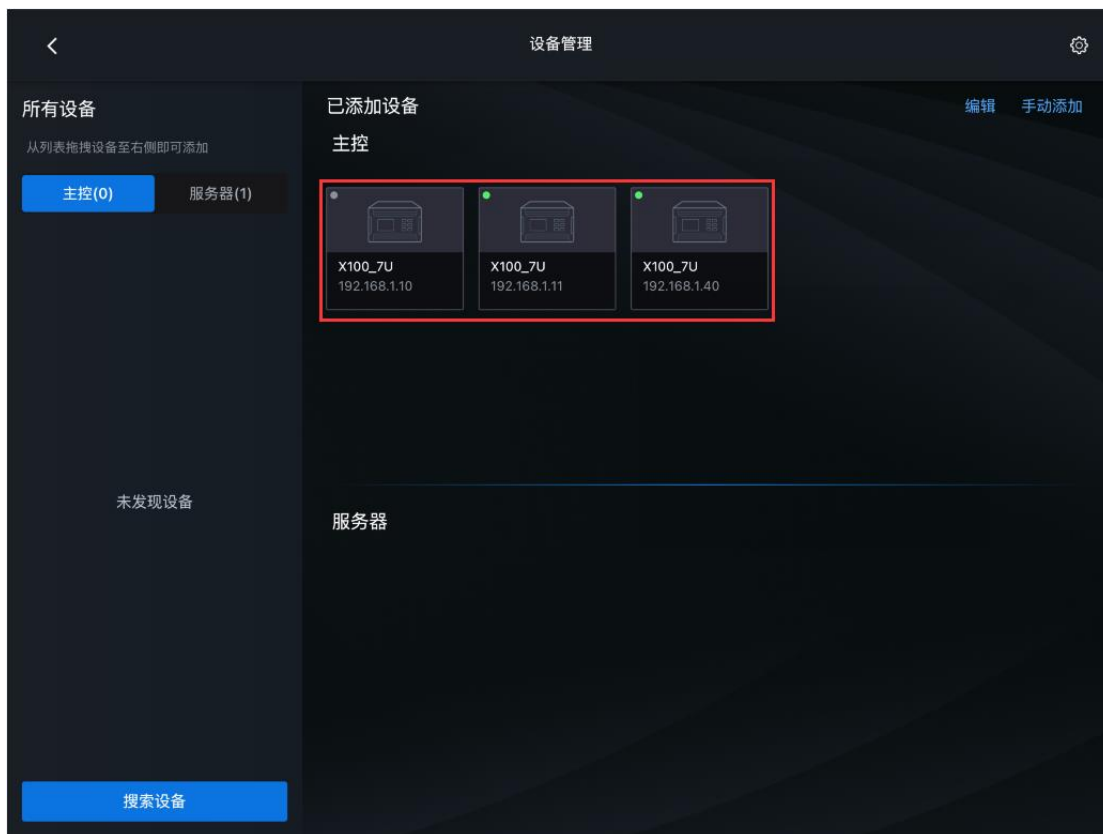 设备管理
所有设备
从列表拖拽设备至右侧即可添加
主控(0) 服务器(1)
未发现设备
搜索设备
已添加设备 编辑 手动添加
主控
X100_7U
192.168.1.10
X100_7U
192.168.1.11
X100_7U
192.168.1.40
服务器